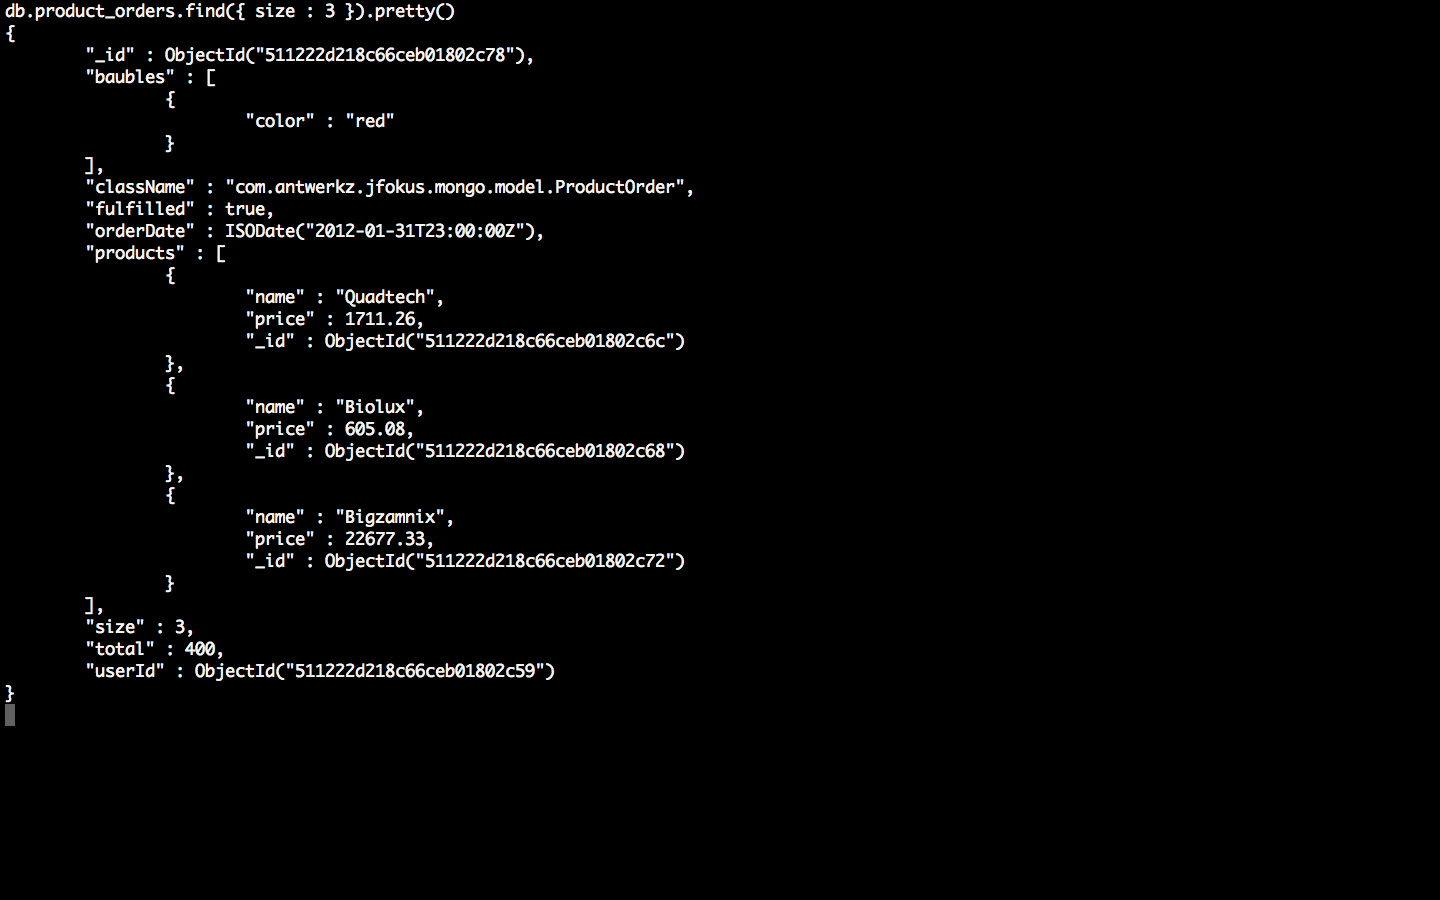 db.product_orders.find({ size : 3 }).pretty()
{
        "_id" : ObjectId("511222d218c66ceb01802c78"),
        "baubles" : [
                {
                        "color" : "red"
                }
        ],
        "className" : "com.antwerkz.jfokus.mongo.model.ProductOrder",
        "fulfilled" : true,
        "orderDate" : ISODate("2012-01-31T23:00:00Z"),
        "products" : [
                {
                        "name" : "Quadtech",
                        "price" : 1711.26,
                        "_id" : ObjectId("511222d218c66ceb01802c6c")
                },
                {
                        "name" : "Biolux",
                        "price" : 605.08,
                        "_id" : ObjectId("511222d218c66ceb01802c68")
                },
                {
                        "name" : "Bigzamnix",
                        "price" : 22677.33,
                        "_id" : ObjectId("511222d218c66ceb01802c72")
                }
        ],
        "size" : 3,
        "total" : 400,
        "userId" : ObjectId("511222d218c66ceb01802c59")
}